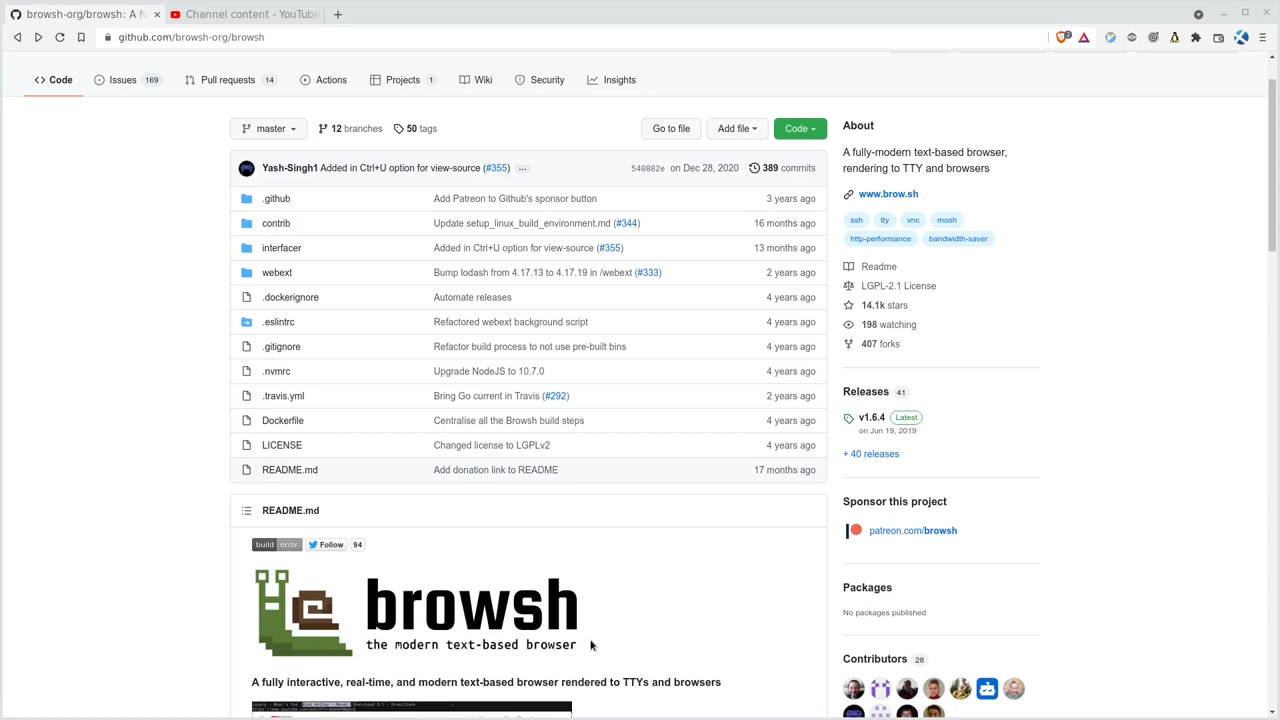 browsh-org/browsh: A fu
YouTube - Chimpanzee Tub
github.com/browsh-org/browsh
2
Code
Issues 169
Pull requests 14
Actions
Projects 1
Wiki
Security
Insights
master
12 branches
50 tags
Go to file
Add file
Code
Yash-Singh1 Added in Ctrl+U option for view-source (#355) ...
540882e on Dec 28, 2020
389 commits
.github Add Patreon to Github's sponsor button 3 years ago
contrib Update setup_linux_build_environment.md (#344) 16 months ago
interfacer Added in Ctrl+U option for view-source (#355) 13 months ago
webext Bump lodash from 4.17.13 to 4.17.19 in /webext (#333) 2 years ago
.dockerignore Automate releases 4 years ago
.eslintrc Refactored webext background script 4 years ago
.gitignore Refactor build process to not use pre-built bins 4 years ago
.nvmrc Upgrade NodeJS to 10.7.0 4 years ago
.travis.yml Bring Go current in Travis (#292) 2 years ago
Dockerfile Centralise all the Browsh build steps 4 years ago
LICENSE Changed license to LGPLv2 4 years ago
README.md Add donation link to README 17 months ago
README.md
build error Follow 94
browsh
the modern text-based browser
A fully interactive, real-time, and modern text-based browser rendered to TTYs and browsers
About
A fully-modern text-based browser,
rendering to TTY and browsers
www.brow.sh
ssh tty vnc mosh
http-performance bandwidth-saver
Readme
LGPL-2.1 License
14.1k stars
198 watching
407 forks
Releases 41
v1.6.4 Latest
on Jun 19, 2019
+ 40 releases
Sponsor this project
patreon.com/browsh
Packages
No packages published
Contributors 28